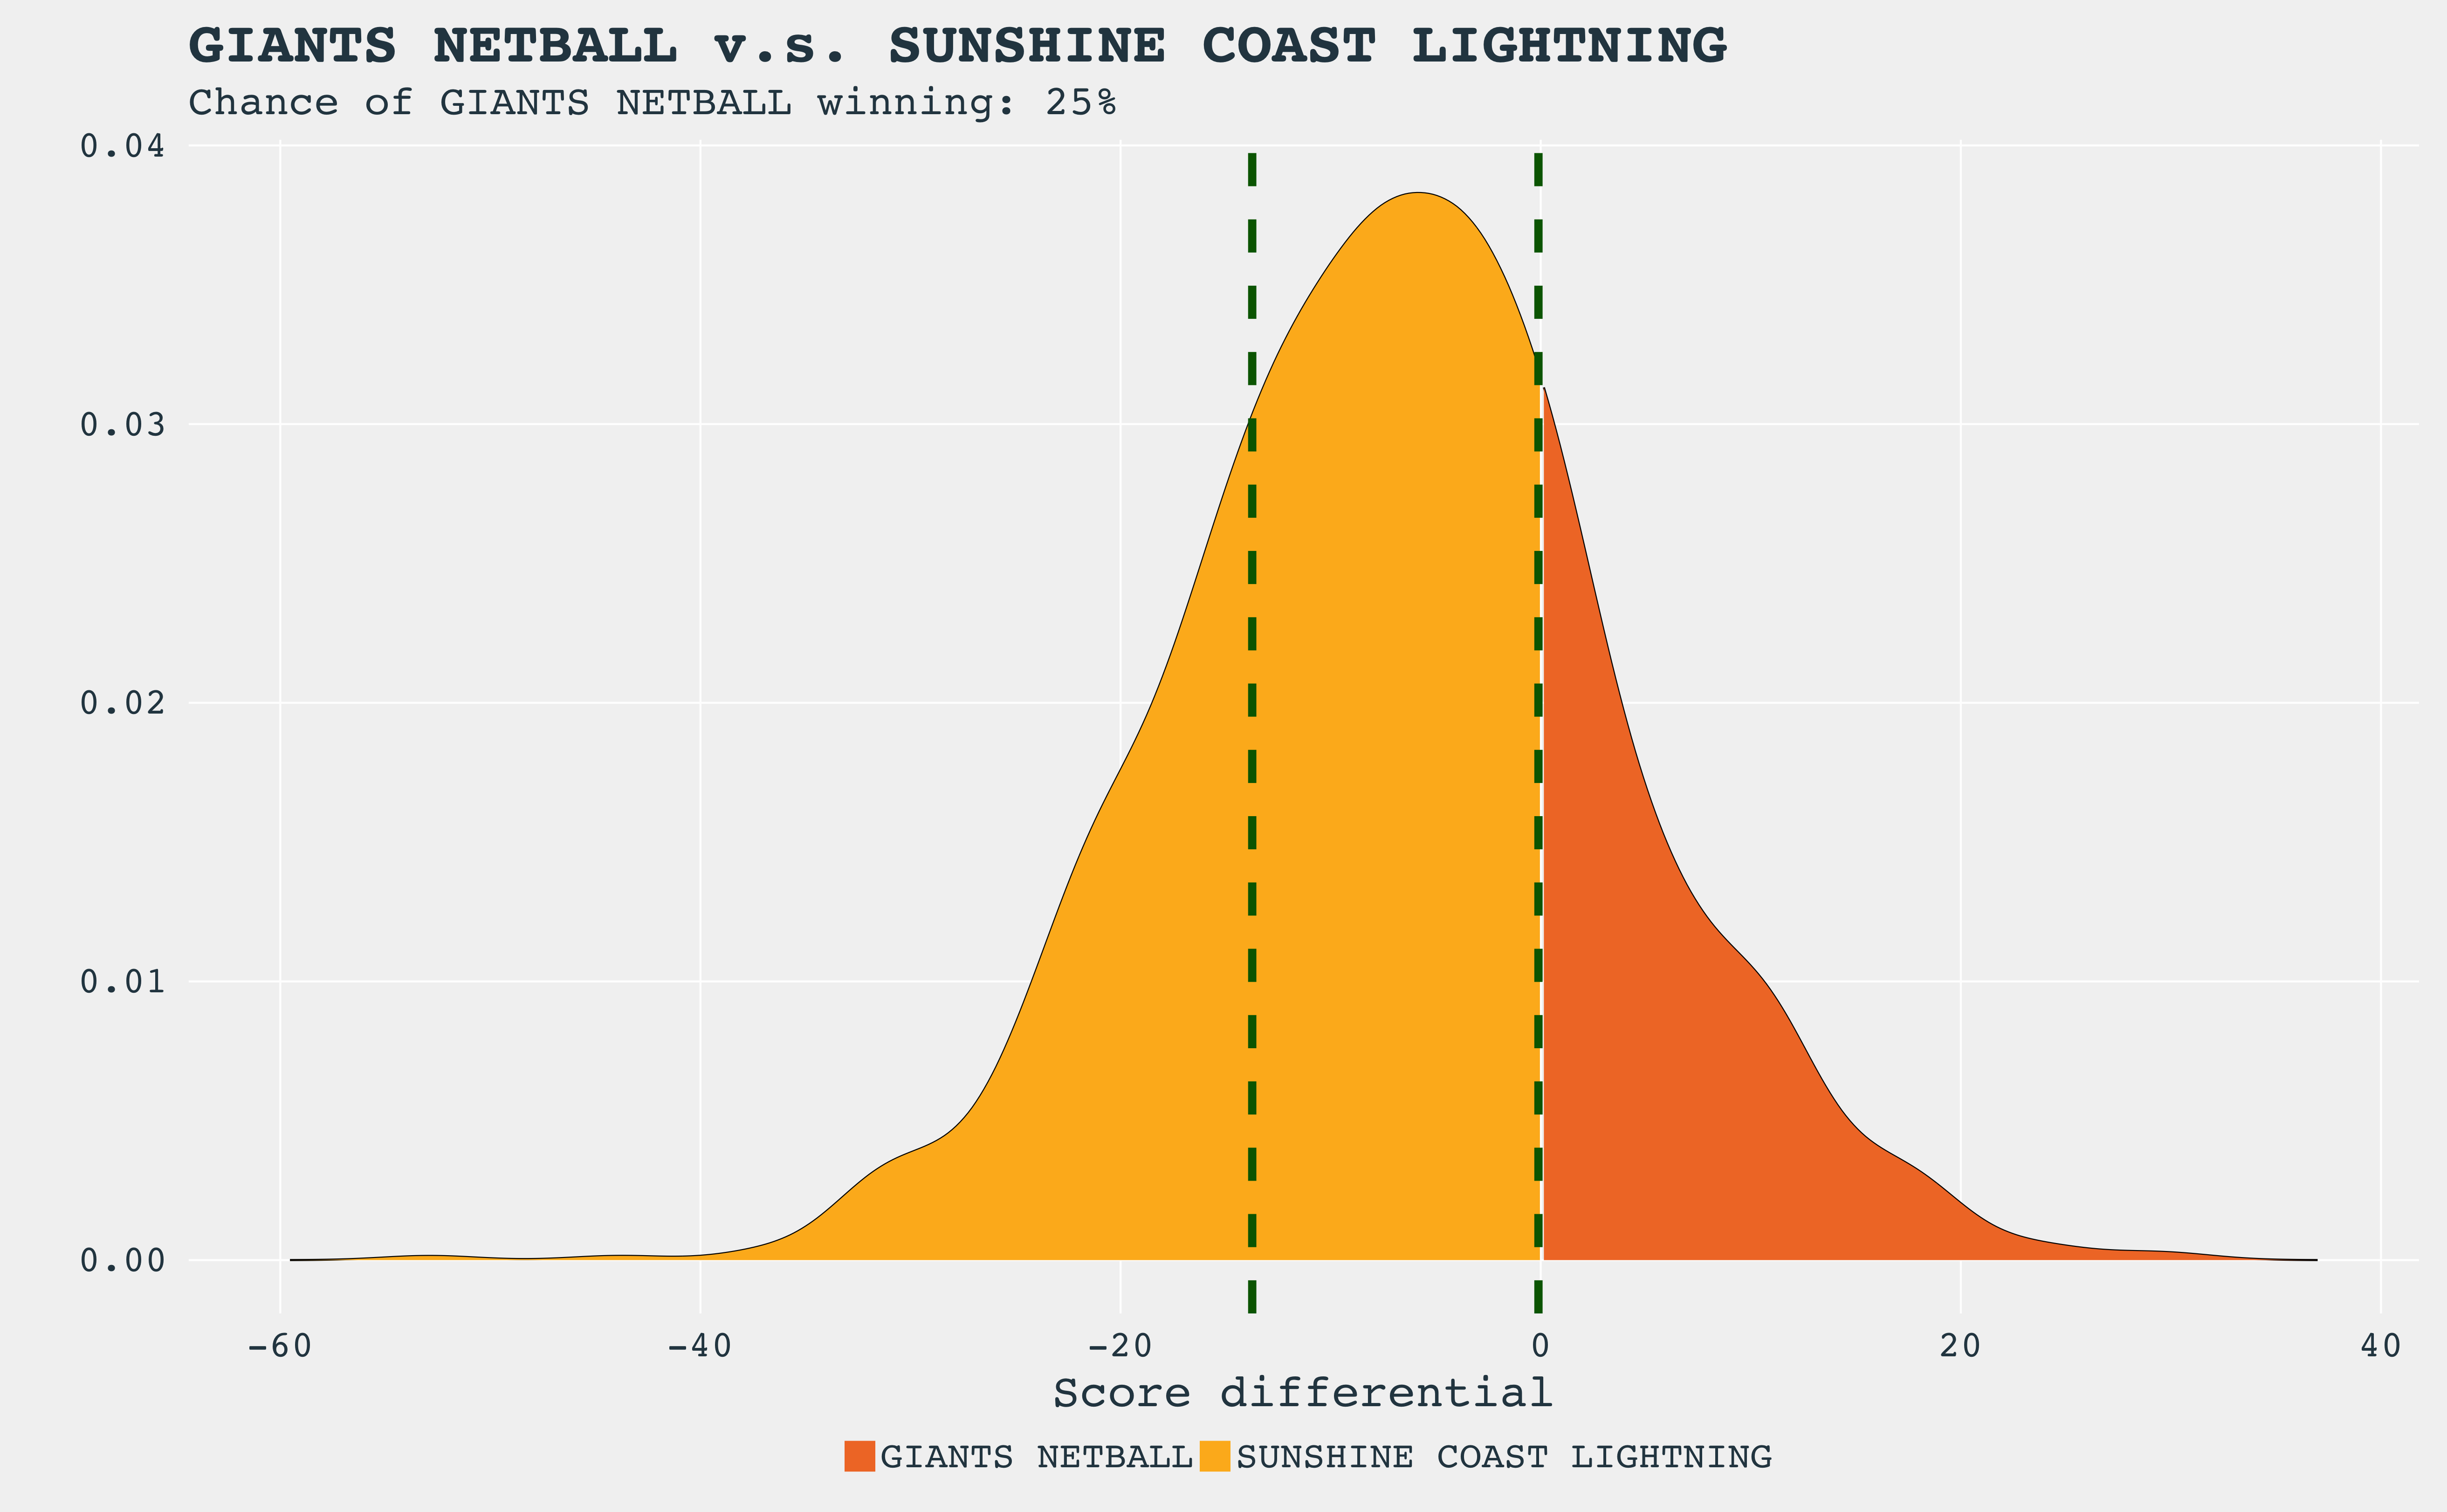 GIANTS NETBALL v.s. SUNSHINE COAST LIGHTNING
Chance of GIANTS NETBALL winning: 25%
0.04
0.03
0.02
0.01
0.00
-60 -40 -20 0 20 40
Score differential
GIANTS NETBALL SUNSHINE COAST LIGHTNING